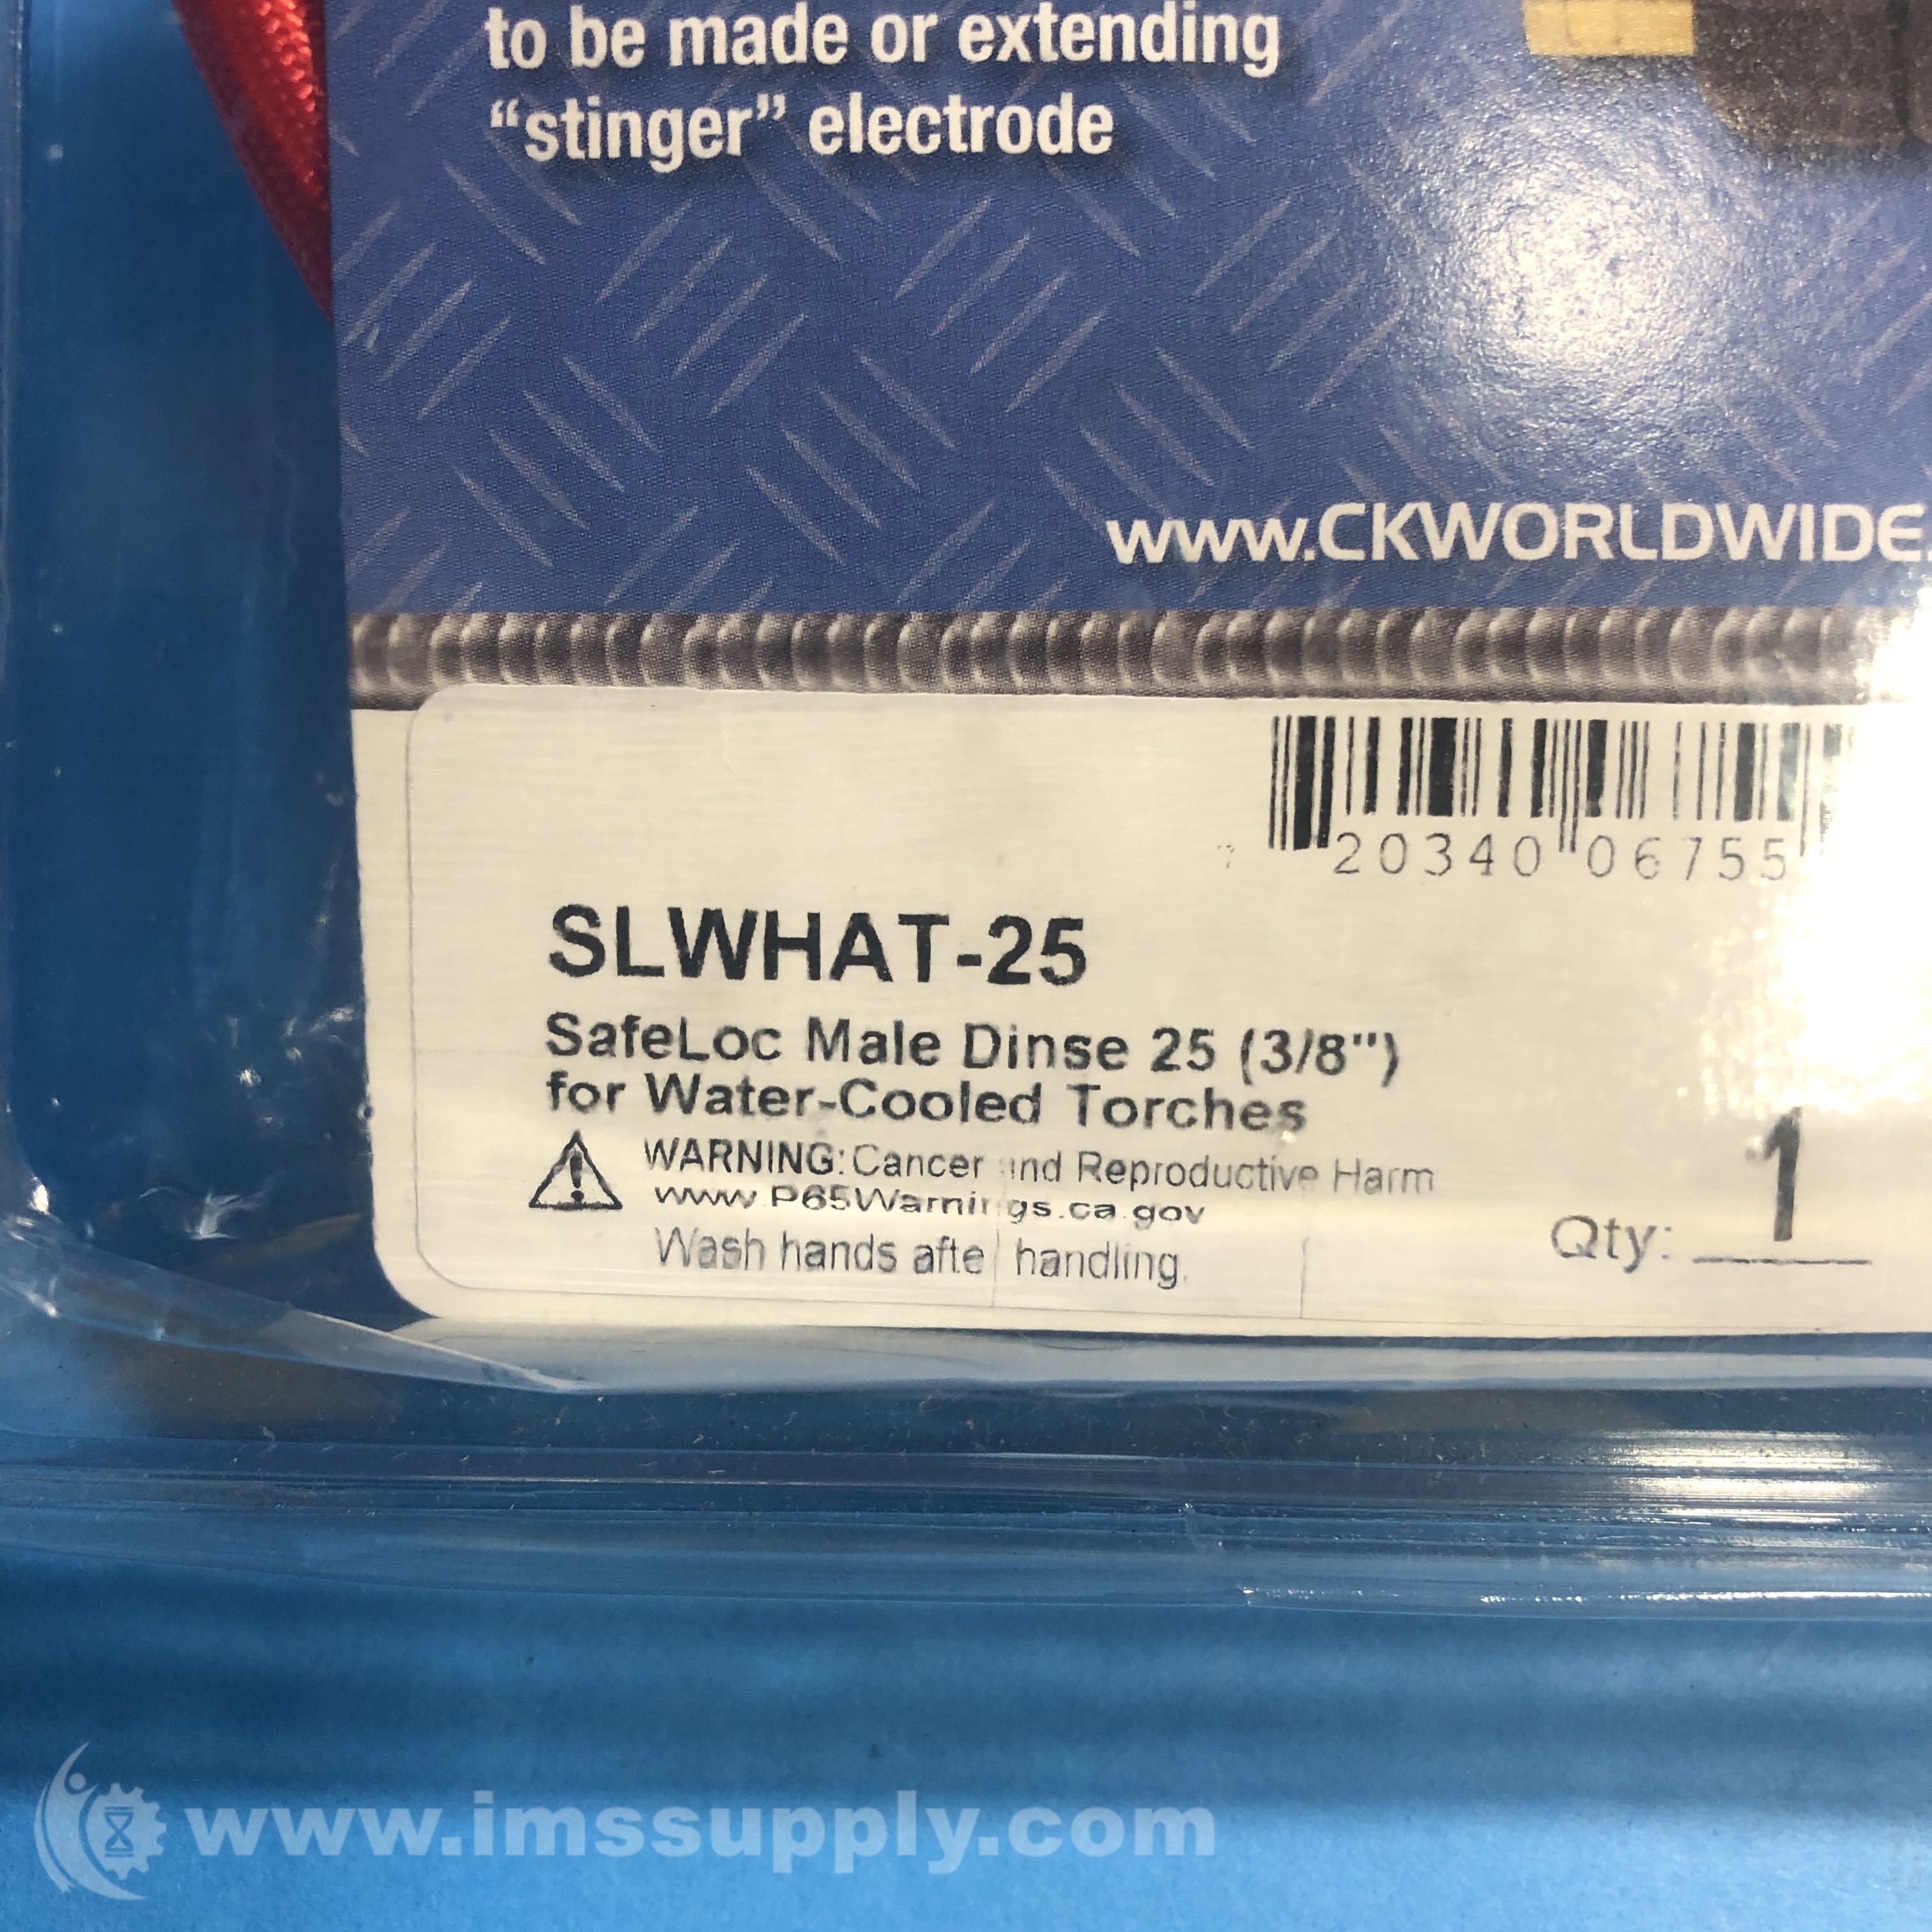 to be made or extending
“stinger” electrode
www.CKWORLDWIDE.
20340 06755
SLWHAT-25
SafeLoc Male Dinse 25 (3/8")
for Water-Cooled Torches
WARNING: Cancer and Reproductive Harm
www.P65Warnings.ca.gov
Wash hands after handling.
Qty: 1
www.imssupply.com